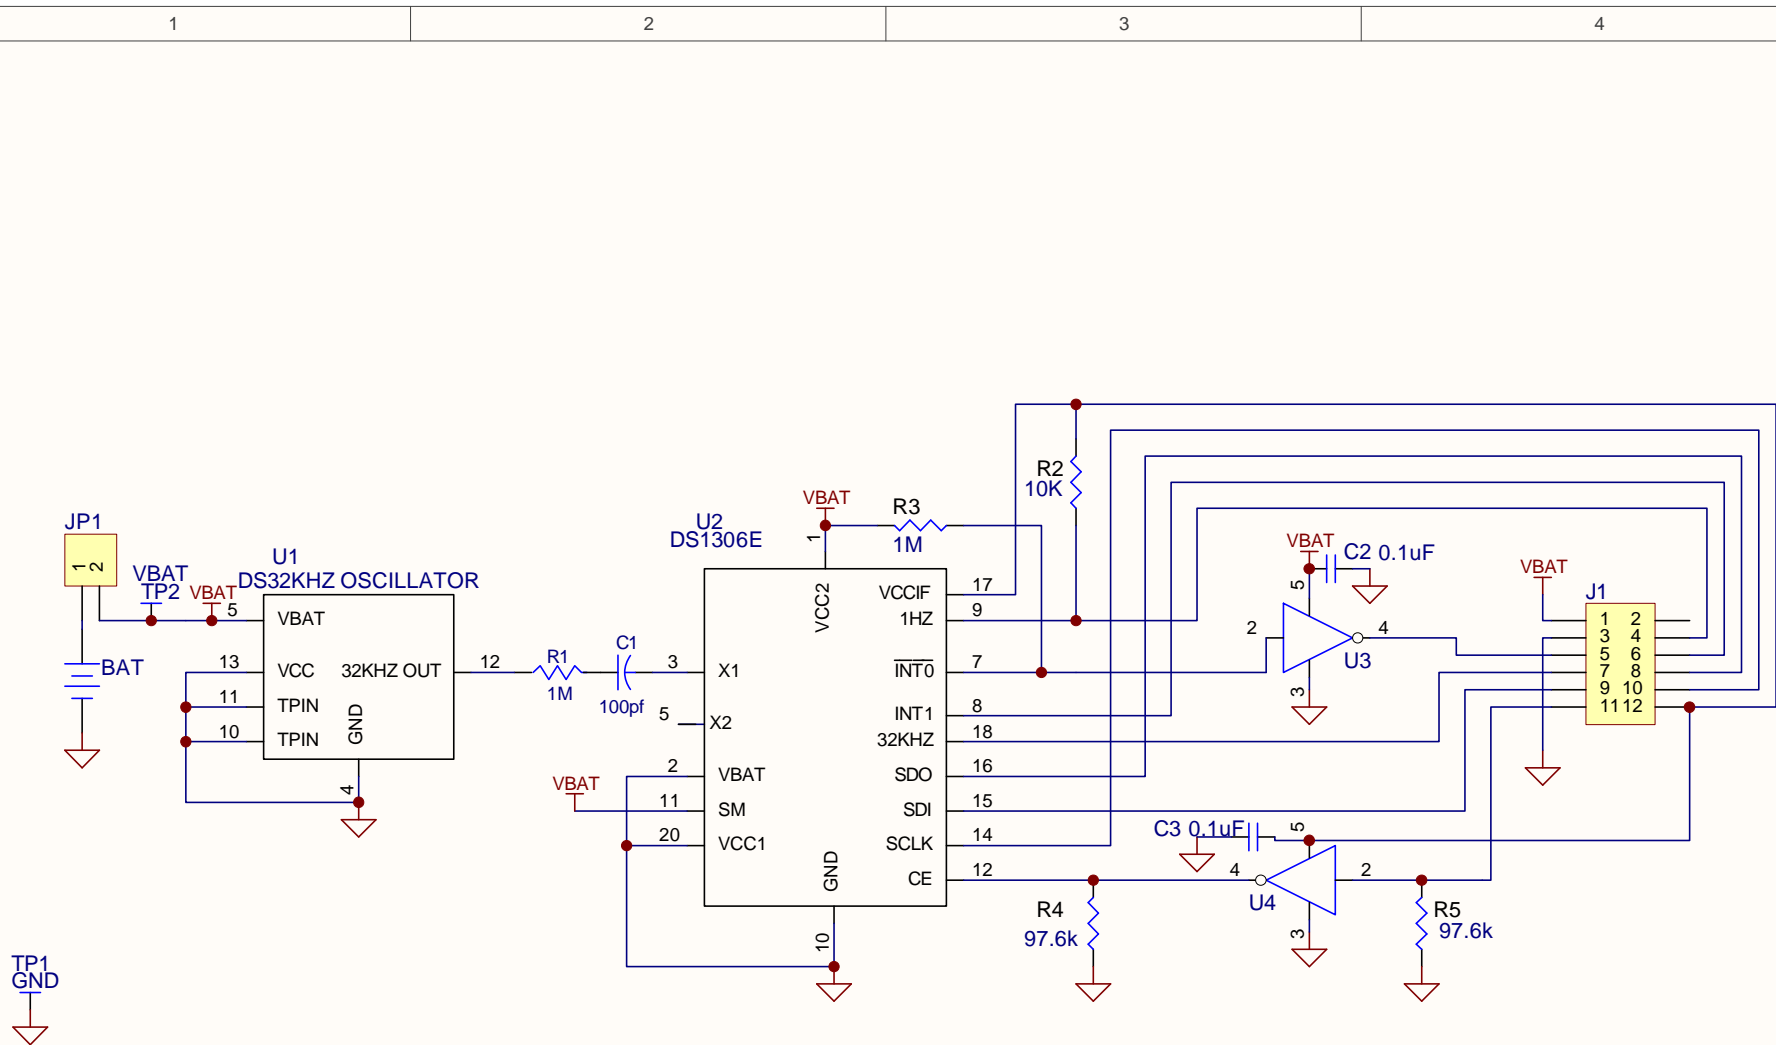 1 2 3 4
JP1
1
2
VBAT
TP2
VBAT
BAT
U1
DS32KHZ OSCILLATOR
5 VBAT
13 VCC
11 TPIN
10 TPIN
32KHZ OUT 12
GND
4
R1
1M
C1
100pf
U2
DS1306E
VBAT
1
VCC2
R3
1M
R2
10K
3 X1
5 X2
2 VBAT
VBAT
11 SM
20 VCC1
GND
10
VCCIF 17
1HZ 9
INT0 7
INT1 8
32KHZ 18
SDO 16
SDI 15
SCLK 14
CE 12
VBAT
C2 0.1uF
5
2
4
U3
3
C3 0.1uF
5
4
2
U4
3
R4
97.6k
R5
97.6k
VBAT
J1
1 2
3 4
5 6
7 8
9 10
11 12
TP1
GND